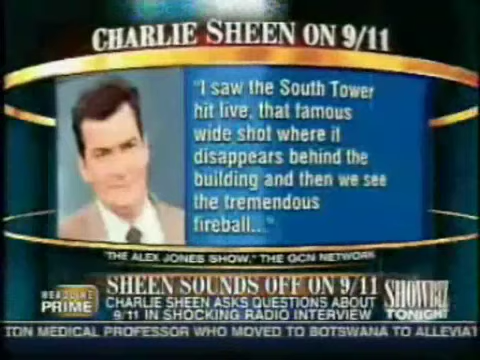 CHARLIE SHEEN ON 9/11
"I saw the South Tower
hit live, that famous
wide shot where it
disappears behind the
building and then we see
the tremendous
fireball..."
"THE ALEX JONES SHOW," THE GCN NETWORK
HEADLINE
PRIME
SHEEN SOUNDS OFF ON 9/11
CHARLIE SHEEN ASKS QUESTIONS ABOUT
9/11 IN SHOCKING RADIO INTERVIEW
SHOWBIZ
TONIGHT
TON MEDICAL PROFESSOR WHO MOVED TO BOTSWANA TO ALLEVIAT